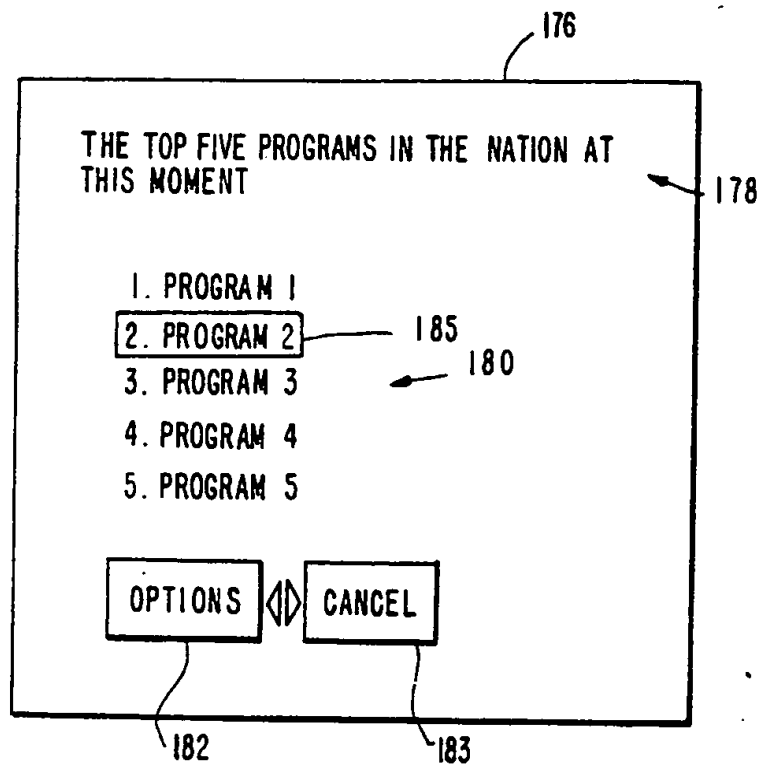 176
THE TOP FIVE PROGRAMS IN THE NATION AT
THIS MOMENT
178
1. PROGRAM 1
2. PROGRAM 2
185
3. PROGRAM 3
180
4. PROGRAM 4
5. PROGRAM 5
OPTIONS
CANCEL
182
183